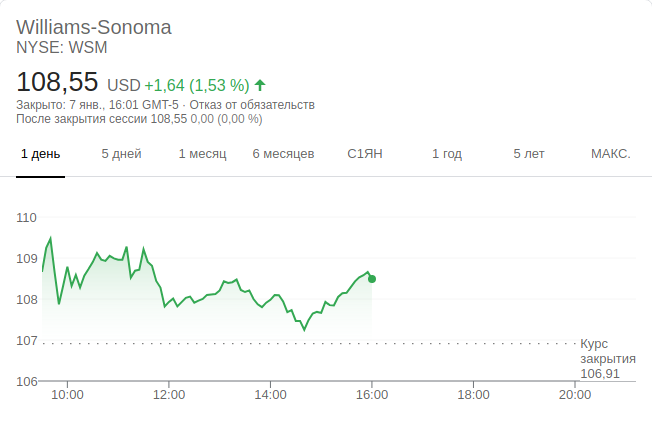 Williams-Sonoma
NYSE: WSM
108,55 USD +1,64 (1,53 %)
Закрыто: 7 янв., 16:01 GMT-5 · Отказ от обязательств
После закрытия сессии 108,55 0,00 (0,00 %)
1 день 5 дней 1 месяц 6 месяцев С1ЯН 1 год 5 лет МАКС.
110
109
108
107
Курс
закрытия
106,91
106
10:00 12:00 14:00 16:00 18:00 20:00